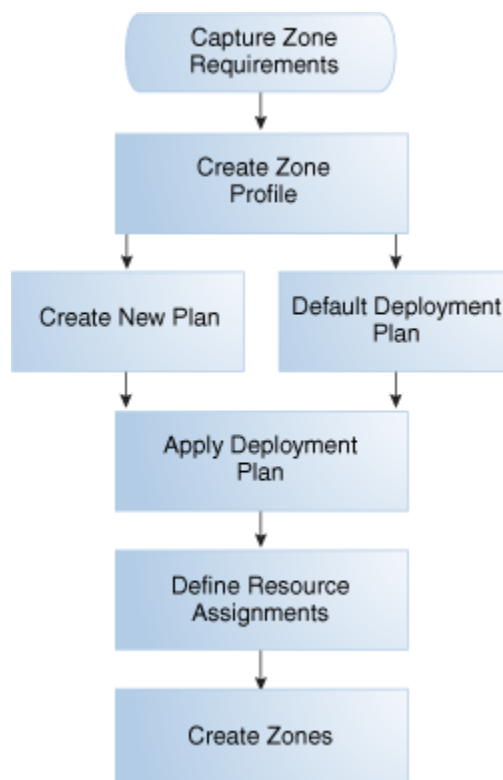 Capture Zone
Requirements
Create Zone
Profile
Create New Plan
Default Deployment
Plan
Apply Deployment
Plan
Define Resource
Assignments
Create Zones